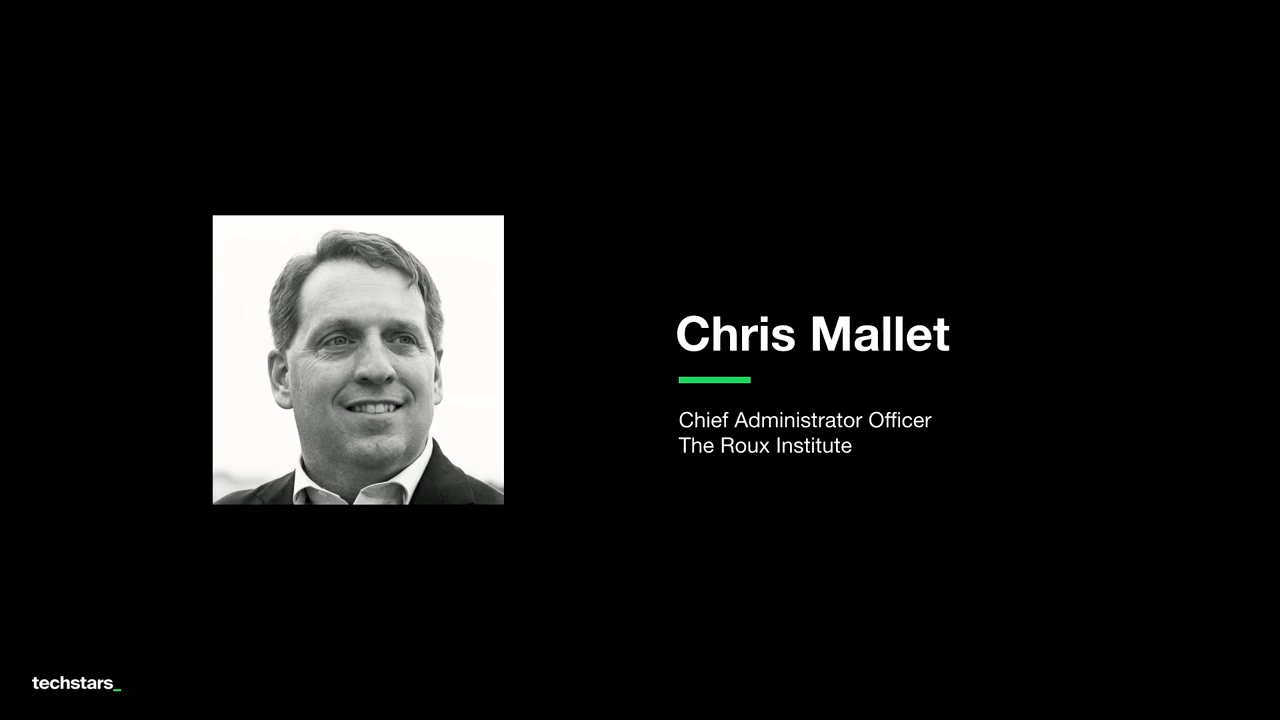 Chris Mallet
Chief Administrator Officer
The Roux Institute
techstars_